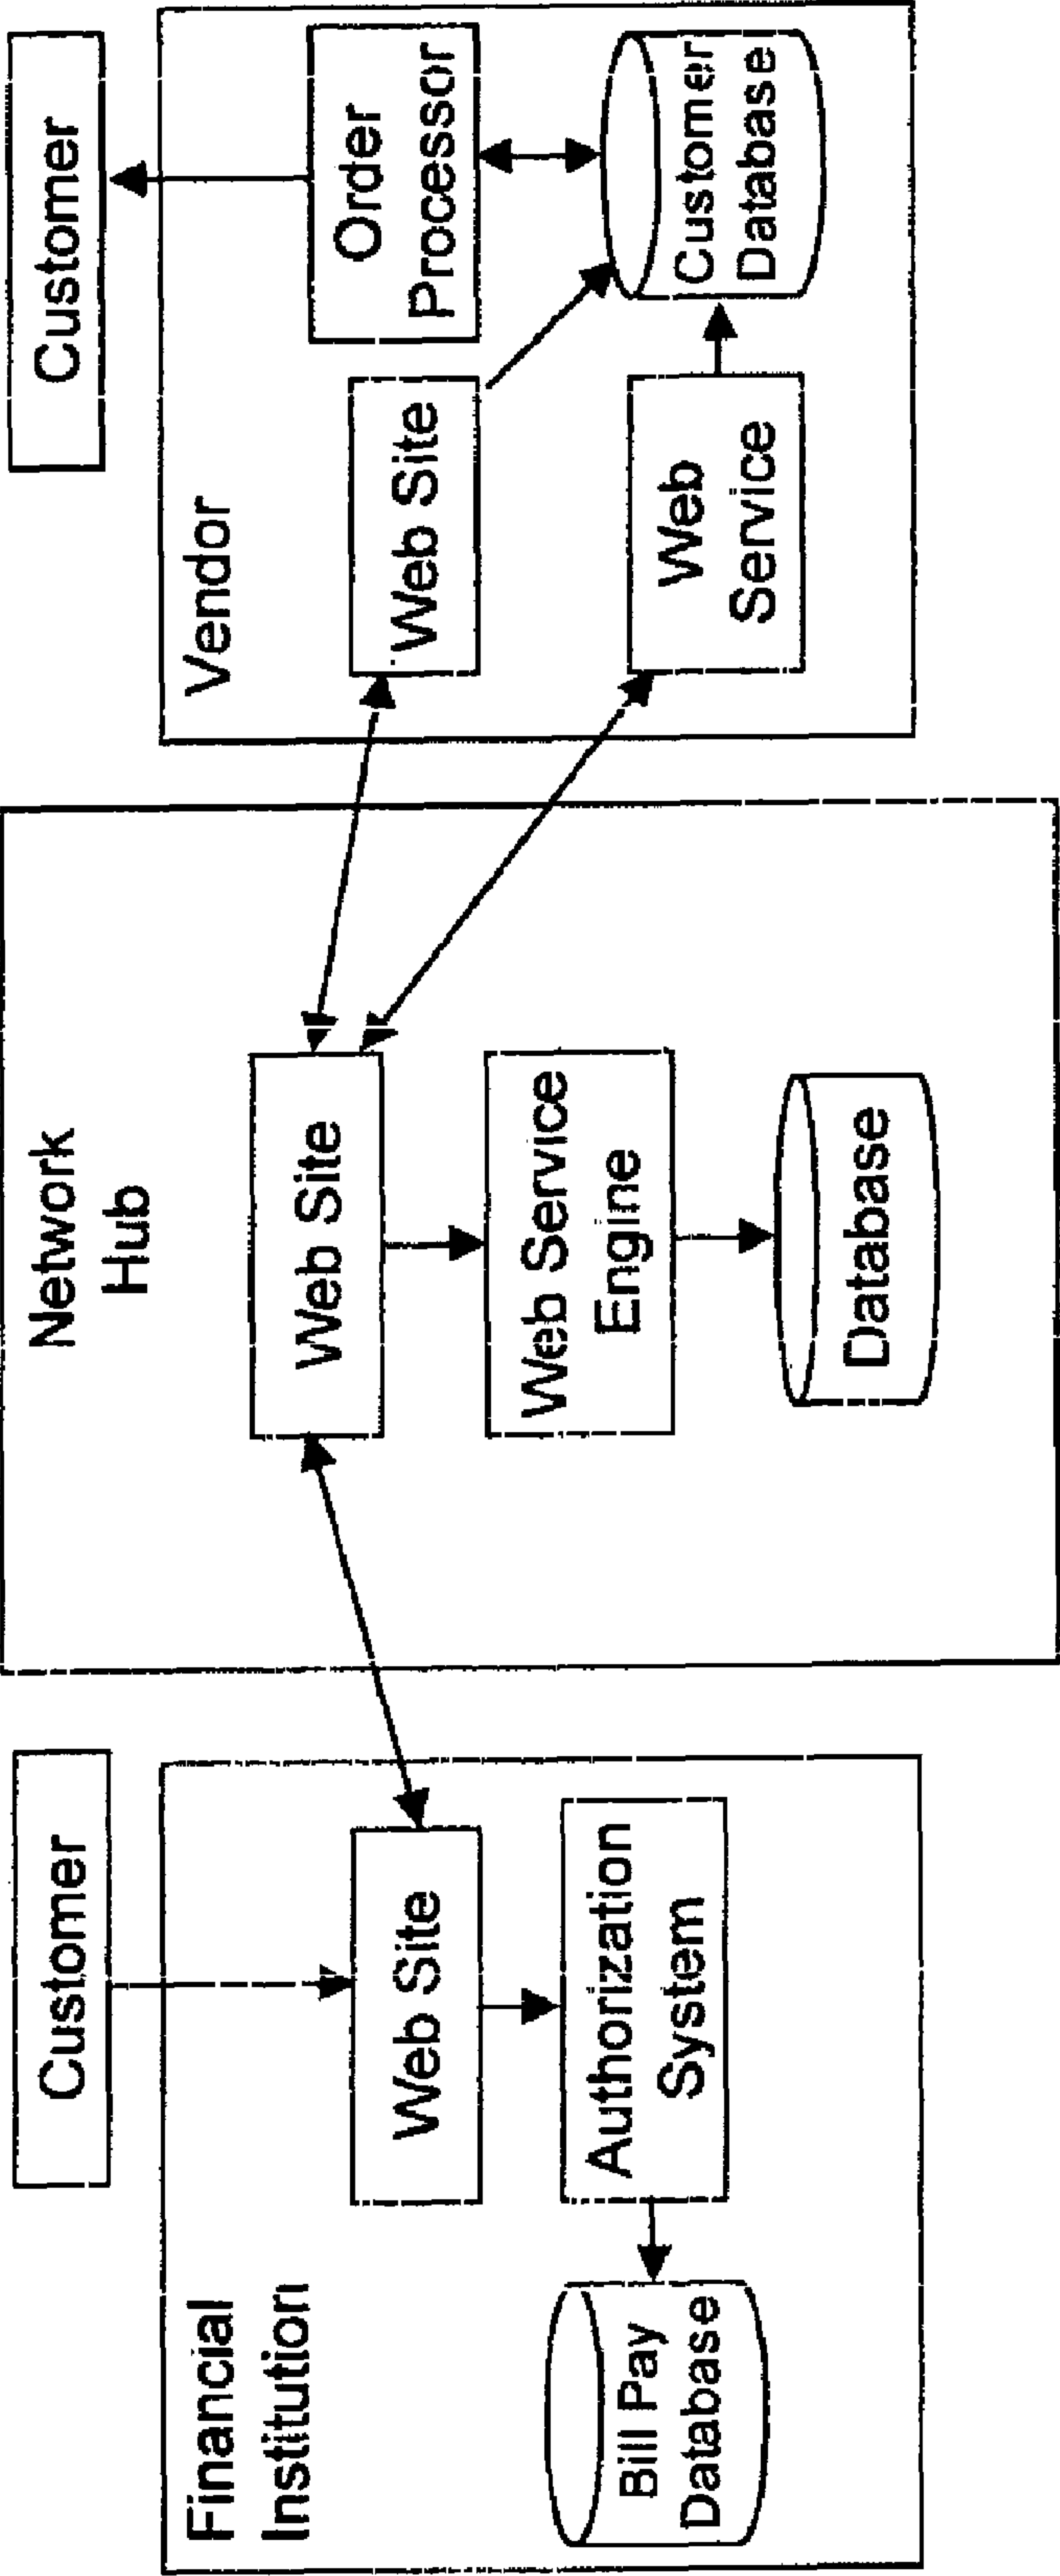 Customer
Financial
Institution
Web Site
Authorization
System
Bill Pay
Database
Network
Hub
Web Site
Web Service
Engine
Database
Customer
Vendor
Web Site
Order
Processor
Web
Service
Customer
Database